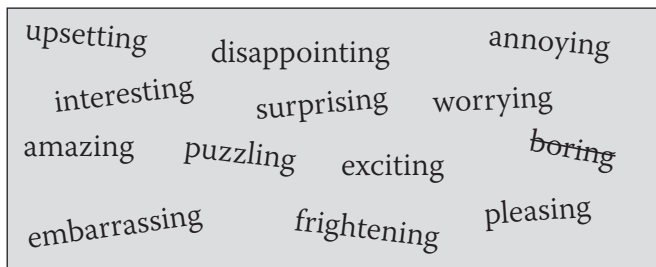 upsetting disappointing annoying
interesting surprising worrying
amazing puzzling exciting boring
embarrassing frightening pleasing